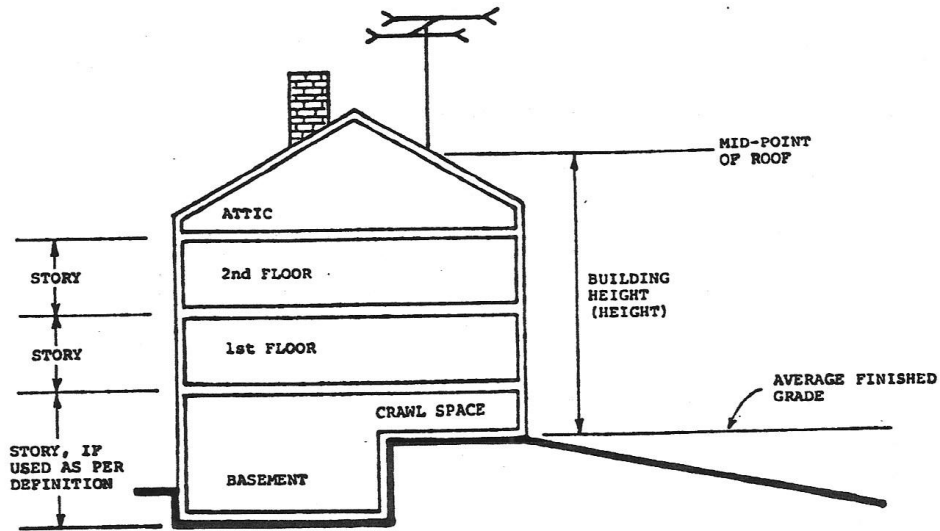 MID-POINT
OF ROOF
ATTIC
STORY
2nd FLOOR
BUILDING
HEIGHT
(HEIGHT)
STORY
1st FLOOR
AVERAGE FINISHED
GRADE
CRAWL SPACE
STORY, IF
USED AS PER
DEFINITION
BASEMENT